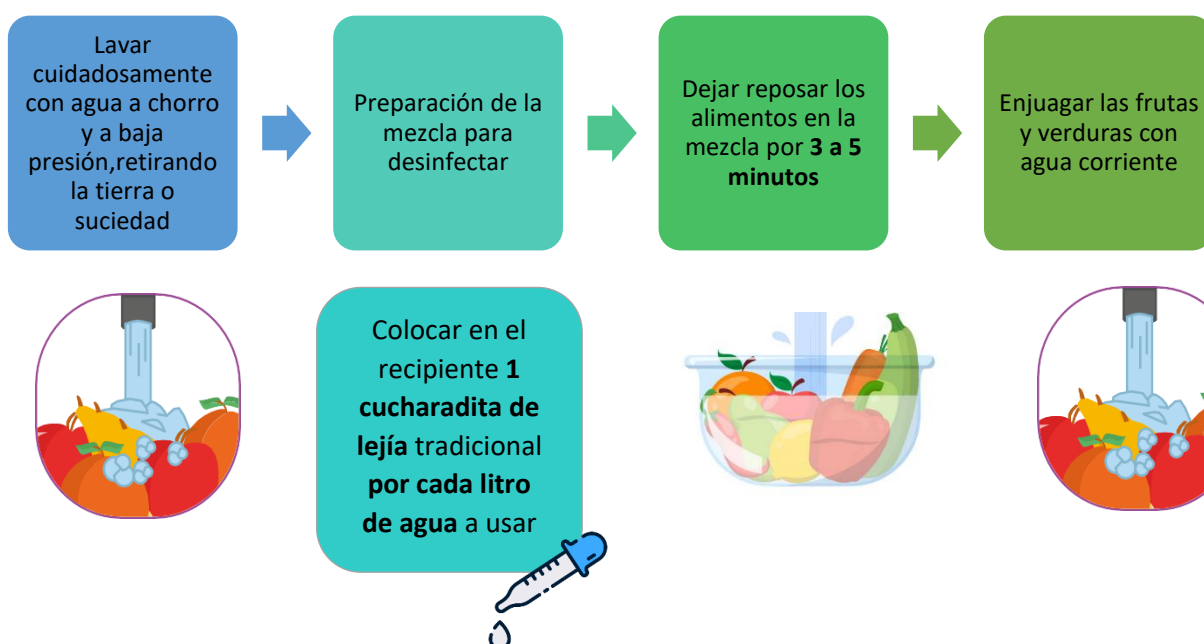 Lavar
cuidadosamente
con agua a chorro
y a baja
presión,retirando
la tierra o
suciedad
Preparación de la
mezcla para
desinfectar
Dejar reposar los
alimentos en la
mezcla por 3 a 5
minutos
Enjuagar las frutas
y verduras con
agua corriente
Colocar en el
recipiente 1
cucharadita de
lejía tradicional
por cada litro
de agua a usar